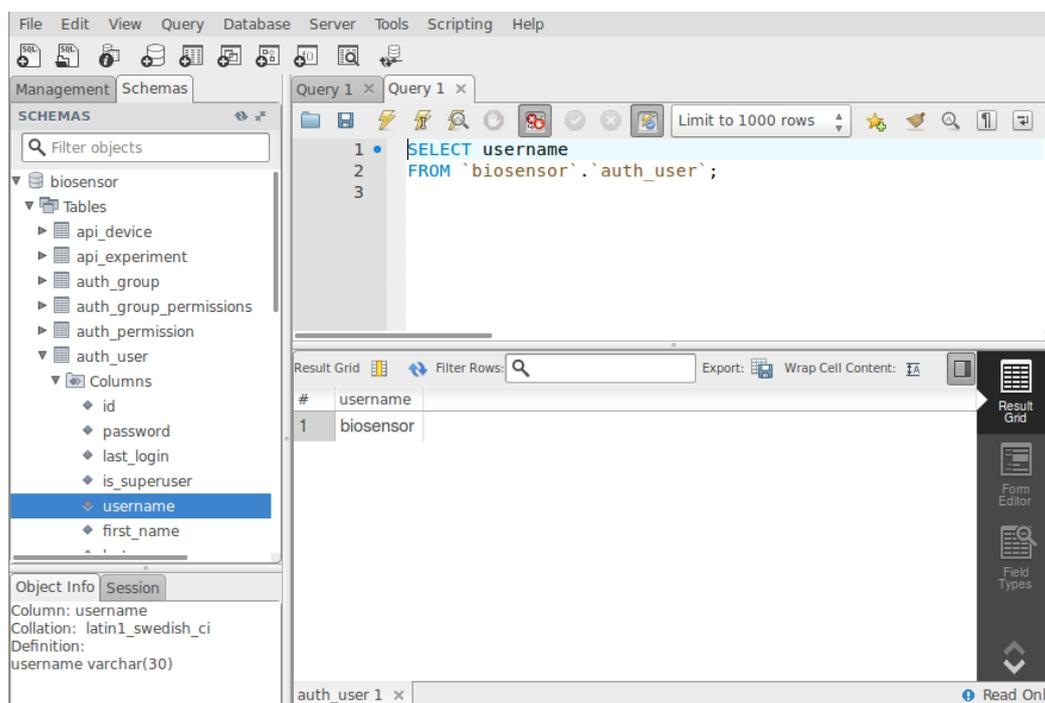 File Edit View Query Database Server Tools Scripting Help
SQL SQL
Management Schemas
SCHEMAS
Filter objects
biosensor
Tables
api_device
api_experiment
auth_group
auth_group_permissions
auth_permission
auth_user
Columns
id
password
last_login
is_superuser
username
first_name
Object Info Session
Column: username
Collation: latin1_swedish_ci
Definition:
username varchar(30)
Query 1 × Query 1 ×
Limit to 1000 rows
1 SELECT username
2 FROM `biosensor`.`auth_user`;
3
Result Grid Filter Rows: Export: Wrap Cell Content: IA
# username
1 biosensor
Result
Grid
Form
Editor
Field
Types
auth_user 1 × Read Onl